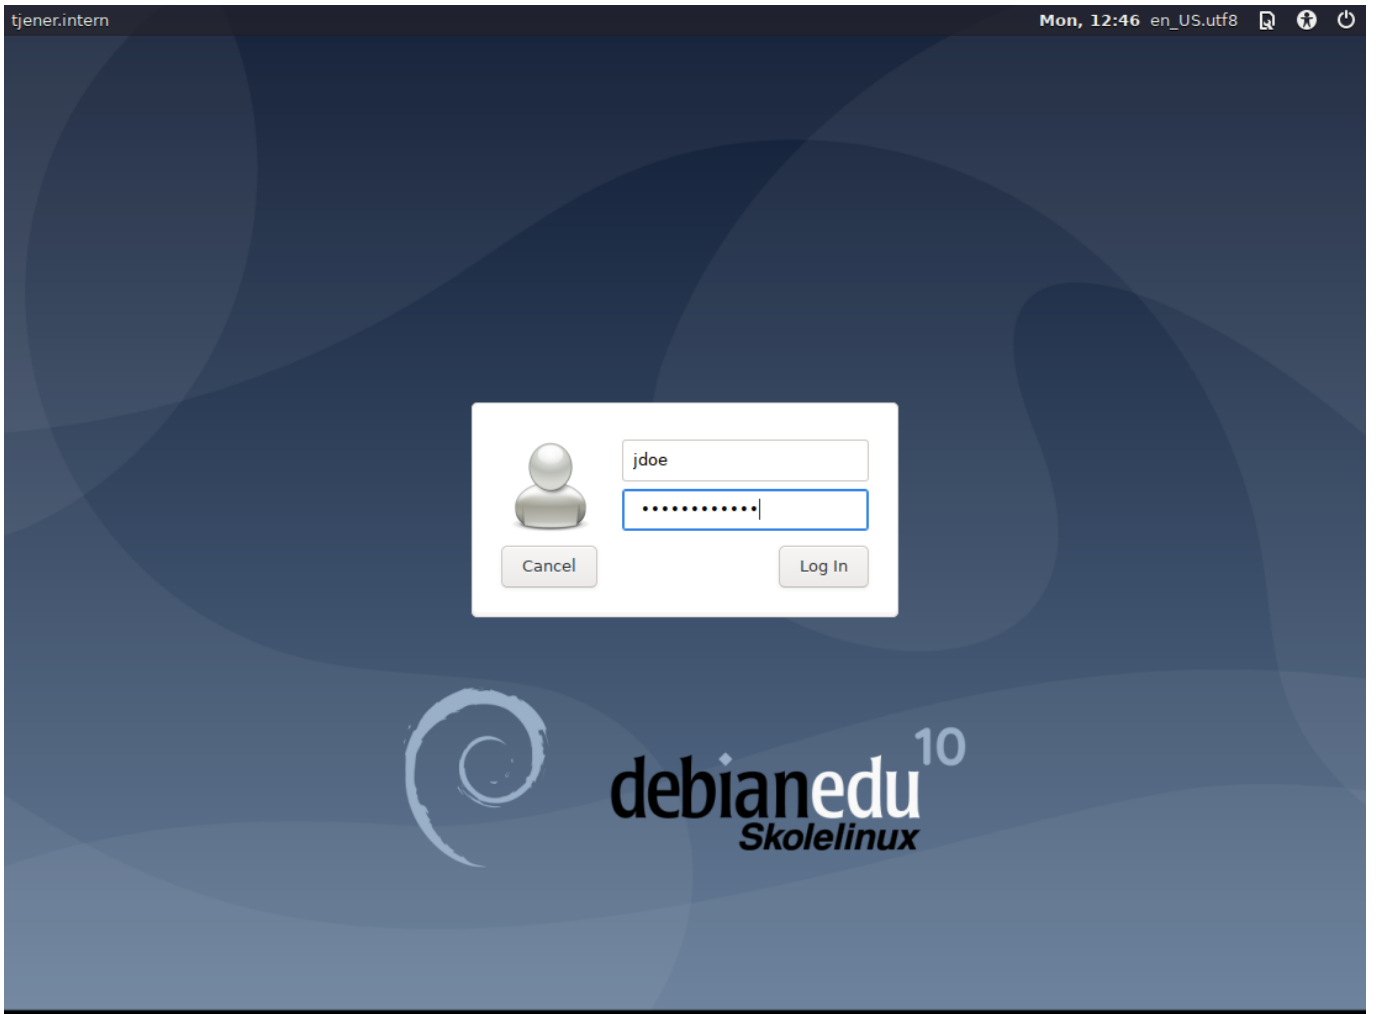 tjener.intern
Mon, 12:46 en_US.utf8
jdoe
••••••••••••
Cancel
Log In
debianedu 10
Skolelinux